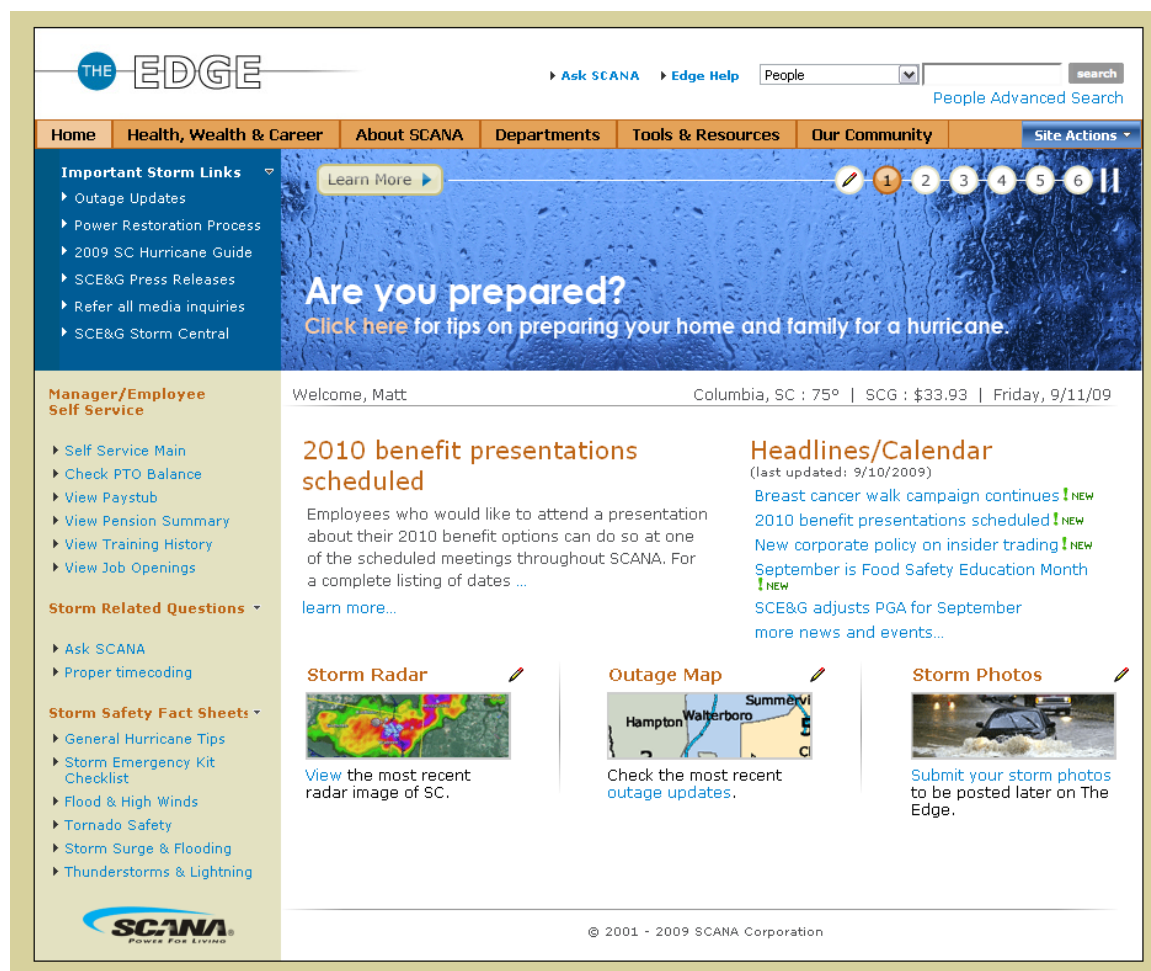 THE EDGE
Ask SCANA Edge Help People search
People Advanced Search
Home Health, Wealth & Career About SCANA Departments Tools & Resources Our Community Site Actions
Important Storm Links
Outage Updates
Power Restoration Process
2009 SC Hurricane Guide
SCE&G Press Releases
Refer all media inquiries
SCE&G Storm Central
Learn More
1 2 3 4 5 6
Are you prepared?
Click here for tips on preparing your home and family for a hurricane.
Manager/Employee
Self Service
Self Service Main
Check PTO Balance
View Paystub
View Pension Summary
View Training History
View Job Openings
Storm Related Questions
Ask SCANA
Proper timecoding
Storm Safety Fact Sheets
General Hurricane Tips
Storm Emergency Kit
Checklist
Flood & High Winds
Tornado Safety
Storm Surge & Flooding
Thunderstorms & Lightning
SCANA®
POWER FOR LIVING
Welcome, Matt
Columbia, SC : 75° | SCG : $33.93 | Friday, 9/11/09
2010 benefit presentations
scheduled
Employees who would like to attend a presentation
about their 2010 benefit options can do so at one
of the scheduled meetings throughout SCANA. For
a complete listing of dates ...
learn more...
Headlines/Calendar
(last updated: 9/10/2009)
Breast cancer walk campaign continues ! NEW
2010 benefit presentations scheduled ! NEW
New corporate policy on insider trading ! NEW
September is Food Safety Education Month
! NEW
SCE&G adjusts PGA for September
more news and events...
Storm Radar
View the most recent
radar image of SC.
Outage Map
Hampton Walterboro
Check the most recent
outage updates.
Storm Photos
Submit your storm photos
to be posted later on The
Edge.
© 2001 - 2009 SCANA Corporation